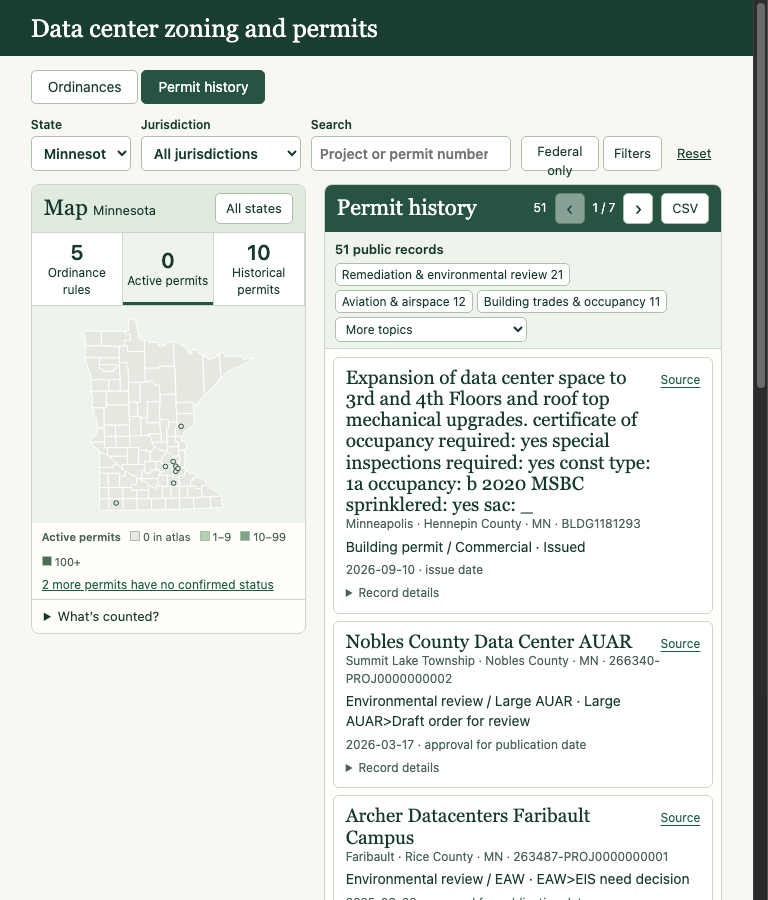 Data center zoning and permits
Ordinances
Permit history
State
Jurisdiction
Search
Minnesot
All jurisdictions
Project or permit number
Federal only
Filters
Reset
Map Minnesota
All states
5
Ordinance rules
0
Active permits
10
Historical permits
Active permits
0 in atlas
1–9
10–99
100+
2 more permits have no confirmed status
What's counted?
Permit history
51
‹
1 / 7
›
CSV
51 public records
Remediation & environmental review 21
Aviation & airspace 12
Building trades & occupancy 11
More topics
Expansion of data center space to
3rd and 4th Floors and roof top
mechanical upgrades. certificate of
occupancy required: yes special
inspections required: yes const type:
1a occupancy: b 2020 MSBC
sprinklered: yes sac: _
Source
Minneapolis · Hennepin County · MN · BLDG1181293
Building permit / Commercial · Issued
2026-09-10 · issue date
Record details
Nobles County Data Center AUAR
Source
Summit Lake Township · Nobles County · MN · 266340-
PROJ0000000002
Environmental review / Large AUAR · Large
AUAR>Draft order for review
2026-03-17 · approval for publication date
Record details
Archer Datacenters Faribault
Campus
Source
Faribault · Rice County · MN · 263487-PROJ0000000001
Environmental review / EAW · EAW>EIS need decision